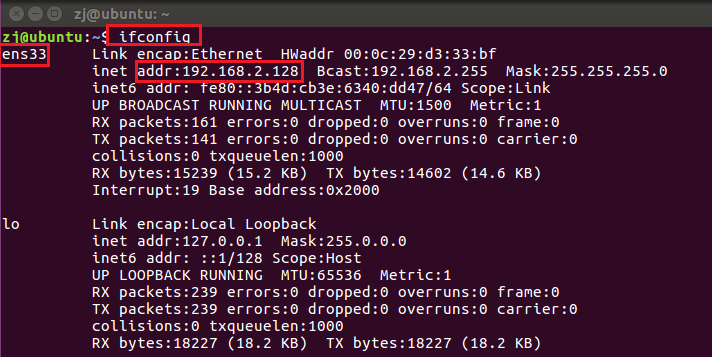 zj@ubuntu: ~
zj@ubuntu:~$ ifconfig
ens33 Link encap:Ethernet HWaddr 00:0c:29:d3:33:bf
inet addr:192.168.2.128 Bcast:192.168.2.255 Mask:255.255.255.0
inet6 addr: fe80::3b4d:cb3e:6340:dd47/64 Scope:Link
UP BROADCAST RUNNING MULTICAST MTU:1500 Metric:1
RX packets:161 errors:0 dropped:0 overruns:0 frame:0
TX packets:141 errors:0 dropped:0 overruns:0 carrier:0
collisions:0 txqueuelen:1000
RX bytes:15239 (15.2 KB) TX bytes:14602 (14.6 KB)
Interrupt:19 Base address:0x2000
lo Link encap:Local Loopback
inet addr:127.0.0.1 Mask:255.0.0.0
inet6 addr: ::1/128 Scope:Host
UP LOOPBACK RUNNING MTU:65536 Metric:1
RX packets:239 errors:0 dropped:0 overruns:0 frame:0
TX packets:239 errors:0 dropped:0 overruns:0 carrier:0
collisions:0 txqueuelen:1000
RX bytes:18227 (18.2 KB) TX bytes:18227 (18.2 KB)